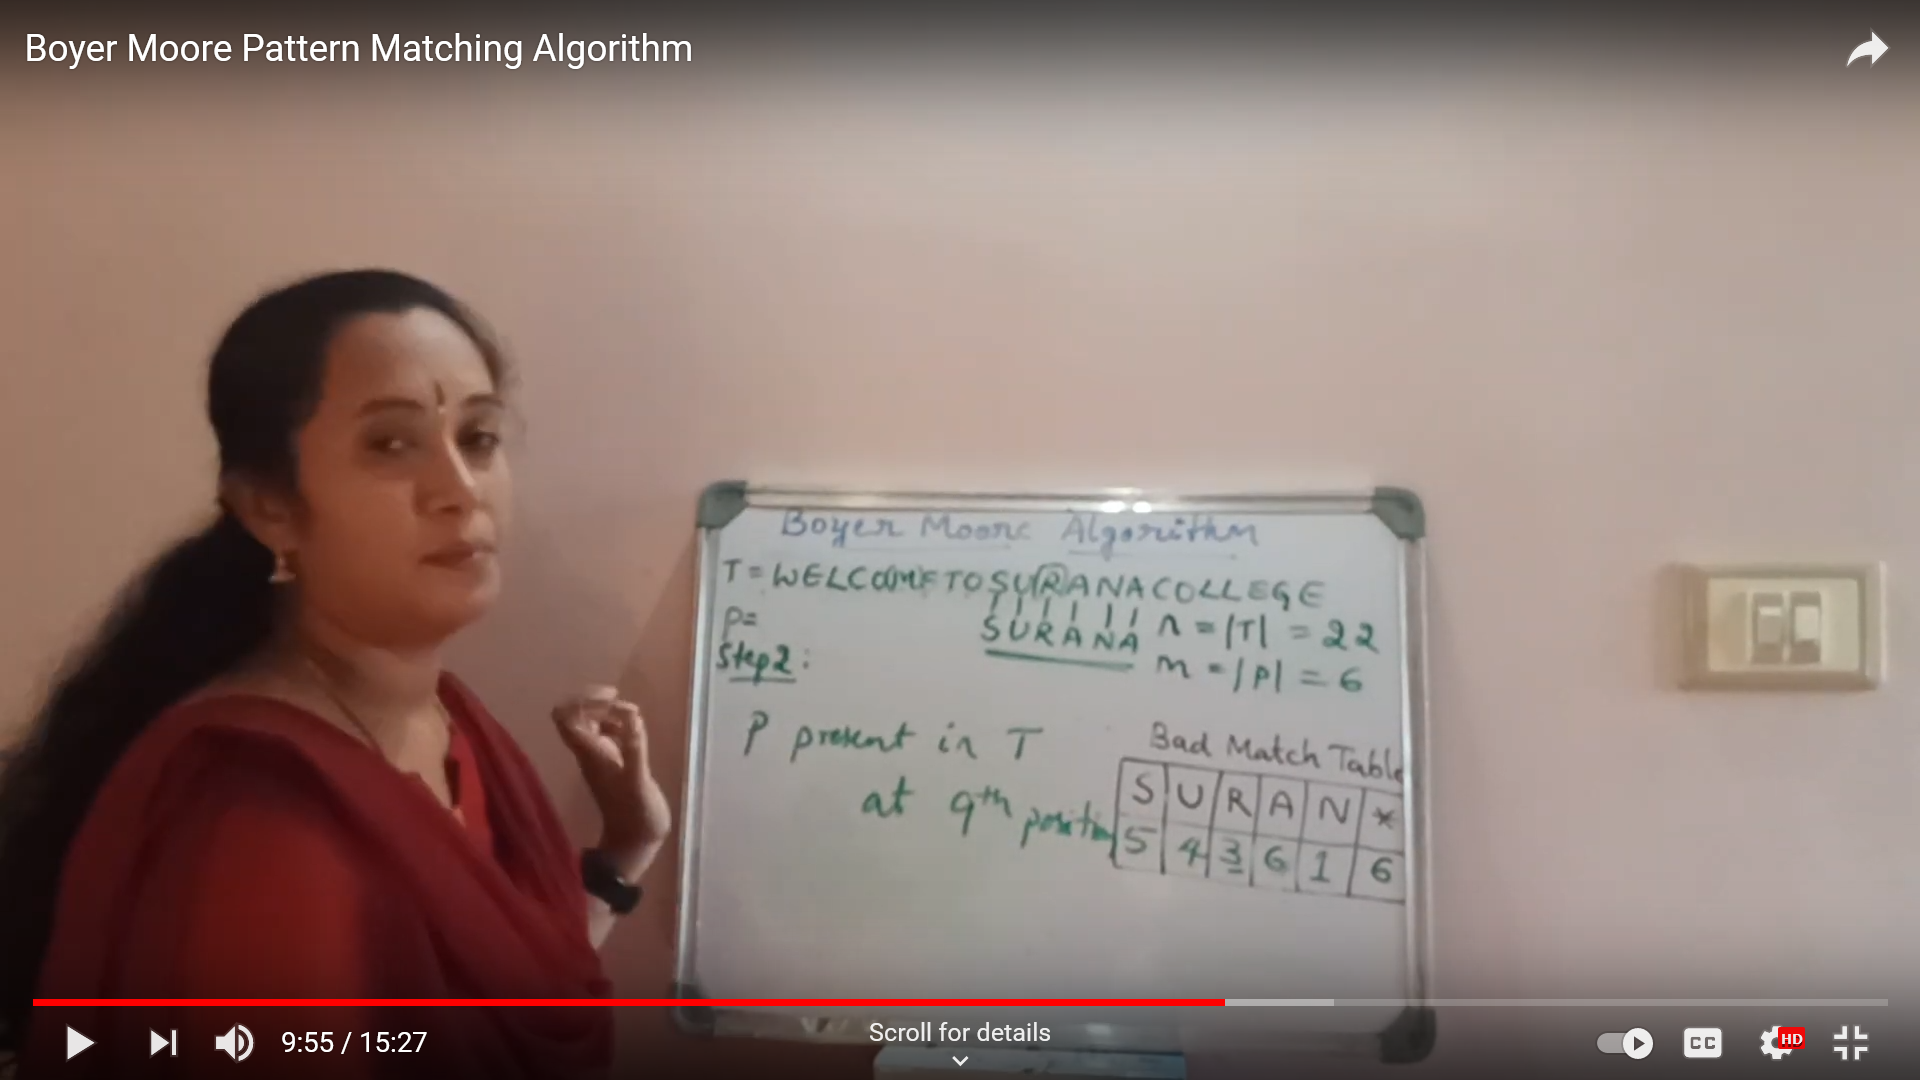 Boyer Moore Pattern Matching Algorithm
Boyer Moore Algorithm
T = WELCOMETOSURANACOLLEGE
P=
SURANA
n = |T| = 22
Step2:
m = |P| = 6
P present in T
at 9th position
Bad Match Table
S U R A N *
5 4 3 6 1 6
9:55 / 15:27
Scroll for details
CC
HD